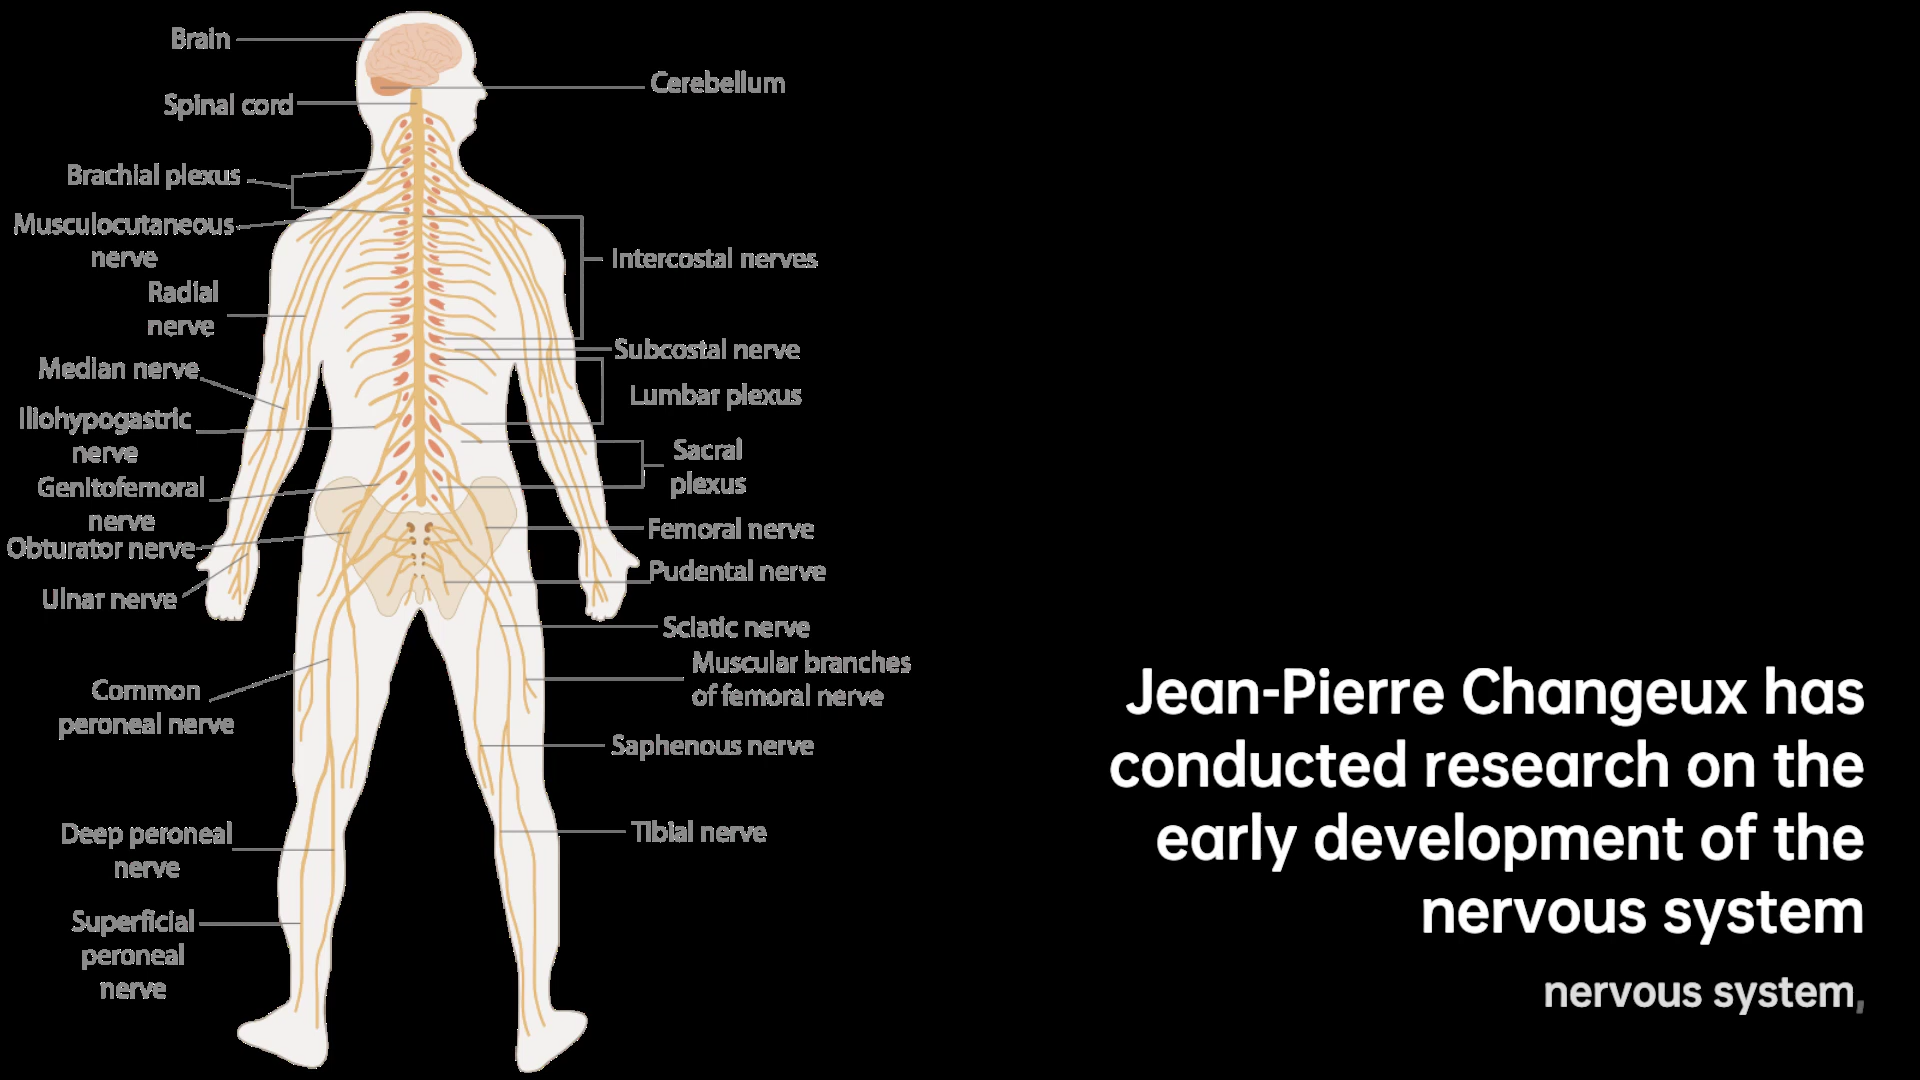 Brain
Cerebellum
Spinal cord
Brachial plexus
Musculocutaneous
nerve
Intercostal nerves
Radial
nerve
Subcostal nerve
Median nerve
Lumbar plexus
Iliohypogastric
nerve
Sacral
plexus
Genitofemoral
nerve
Femoral nerve
Obturator nerve
Pudental nerve
Ulnar nerve
Sciatic nerve
Muscular branches
of femoral nerve
Common
peroneal nerve
Saphenous nerve
Deep peroneal
nerve
Tibial nerve
Superficial
peroneal
nerve
Jean-Pierre Changeux has
conducted research on the
early development of the
nervous system
nervous system,